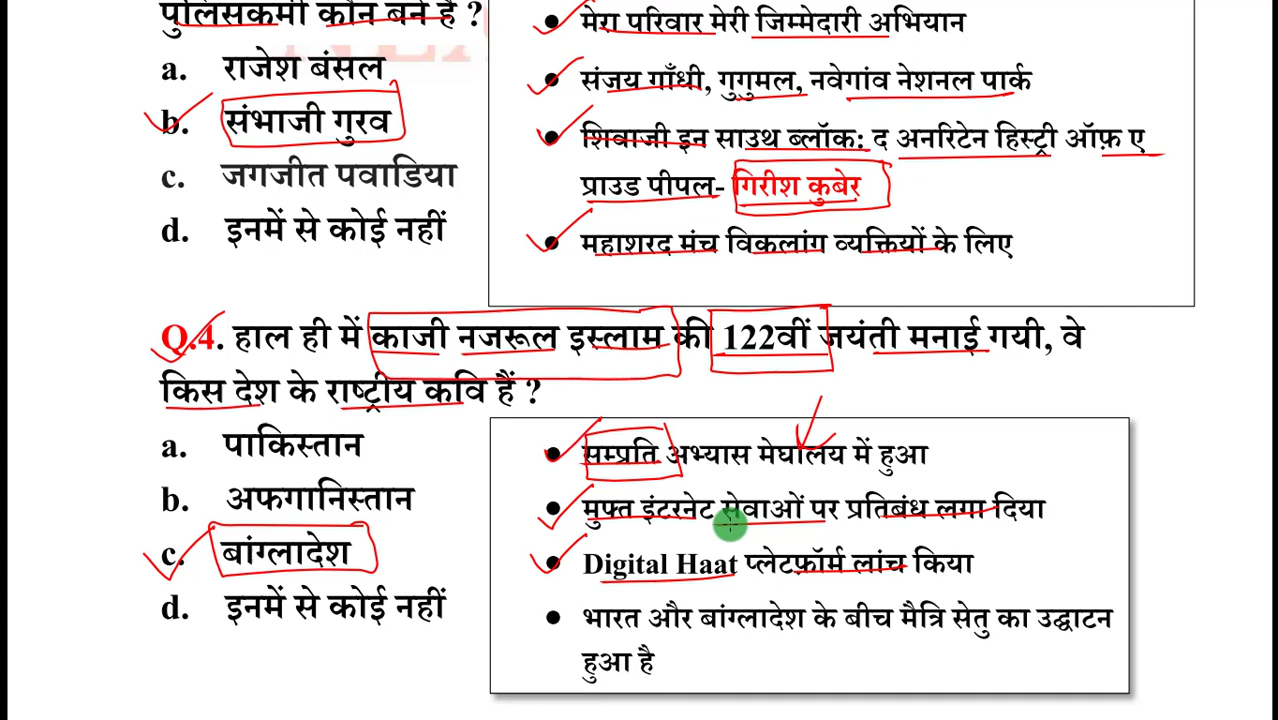 पुलिसकर्मी कौन बने हैं ?
a. राजेश बंसल
b. संभाजी गुरव
c. जगजीत पवाडिया
d. इनमें से कोई नहीं
• मेरा परिवार मेरी जिम्मेदारी अभियान
• संजय गाँधी, गुगुमल, नवेगांव नेशनल पार्क
• शिवाजी इन साउथ ब्लॉक: द अनरिटेन हिस्ट्री ऑफ़ ए
प्राउड पीपल- गिरीश कुबेर
• महाशरद मंच विकलांग व्यक्तियों के लिए
Q.4. हाल ही में काजी नजरूल इस्लाम की 122वीं जयंती मनाई गयी, वे
किस देश के राष्ट्रीय कवि हैं ?
a. पाकिस्तान
b. अफगानिस्तान
c. बांग्लादेश
d. इनमें से कोई नहीं
• सम्प्रति अभ्यास मेघालय में हुआ
• मुफ्त इंटरनेट सेवाओं पर प्रतिबंध लगा दिया
• Digital Haat प्लेटफ़ॉर्म लांच किया
• भारत और बांग्लादेश के बीच मैत्रि सेतु का उद्घाटन
हुआ है